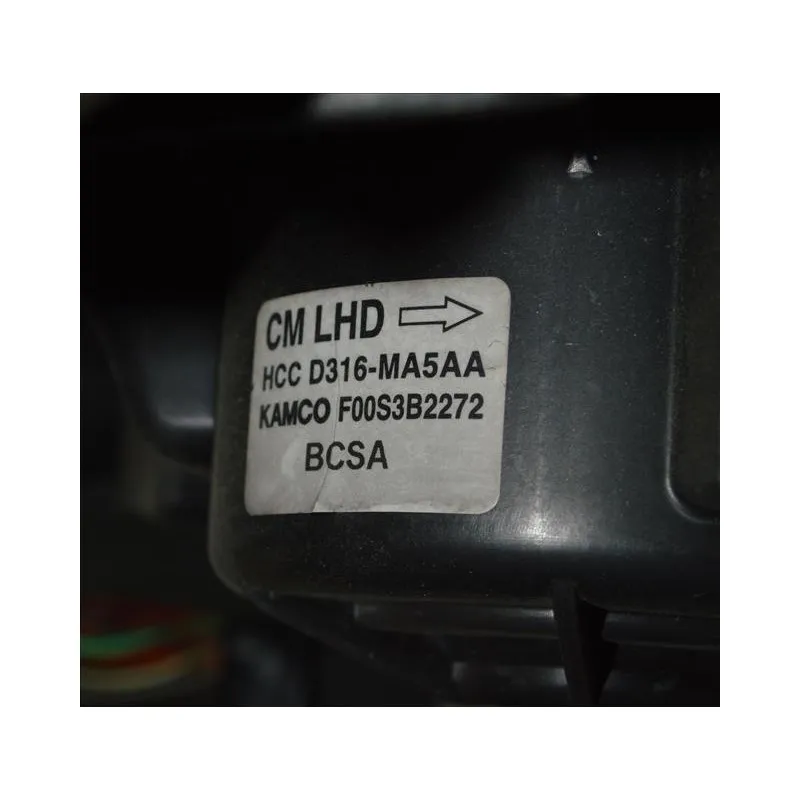 CM LHD
HCC D316-MA5AA
KAMCO F00S3B2272
BCSA